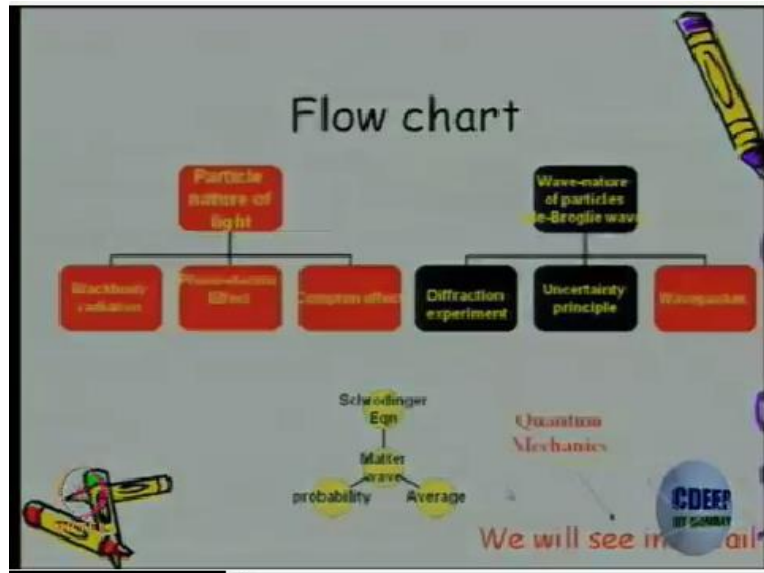 Flow chart
Particle
nature of
light
Wave-nature
of particles
de-Broglie wave
Blackbody
radiation
Effect
Compton effect
Diffraction
experiment
Uncertainty
principle
Wavepacket
Schrodinger
Eqn
Matter
wave
probability
Average
Quantum
Mechanics
CDEEP
IIT BOMBAY
We will see in